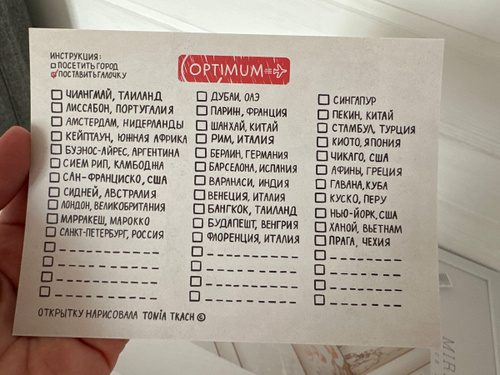 ИНСТРУКЦИЯ:
ПОСЕТИТЬ ГОРОД
ПОСТАВИТЬ ГАЛОЧКУ
OPTIMUM
ЧИАНГМАЙ, ТАИЛАНД
ЛИССАБОН, ПОРТУГАЛИЯ
АМСТЕРДАМ, НИДЕРЛАНДЫ
КЕЙПТАУН, ЮЖНАЯ АФРИКА
БУЭНОС-АЙРЕС, АРГЕНТИНА
СИЕМ РИП, КАМБОДЖА
САН-ФРАНЦИСКО, США
СИДНЕЙ, АВСТРАЛИЯ
ЛОНДОН, ВЕЛИКОБРИТАНИЯ
МАРРАКЕШ, МАРОККО
САНКТ-ПЕТЕРБУРГ, РОССИЯ
ДУБАИ, ОАЭ
ПАРИЖ, ФРАНЦИЯ
ШАНХАЙ, КИТАЙ
РИМ, ИТАЛИЯ
БЕРЛИН, ГЕРМАНИЯ
БАРСЕЛОНА, ИСПАНИЯ
ВАРАНАСИ, ИНДИЯ
ВЕНЕЦИЯ, ИТАЛИЯ
БАНГКОК, ТАИЛАНД
БУДАПЕШТ, ВЕНГРИЯ
ФЛОРЕНЦИЯ, ИТАЛИЯ
СИНГАПУР
ПЕКИН, КИТАЙ
СТАМБУЛ, ТУРЦИЯ
КИОТО, ЯПОНИЯ
ЧИКАГО, США
АФИНЫ, ГРЕЦИЯ
ГАВАНА, КУБА
КУСКО, ПЕРУ
НЬЮ-ЙОРК, США
ХАНОЙ, ВЬЕТНАМ
ПРАГА, ЧЕХИЯ
ОТКРЫТКУ НАРИСОВАЛА TONIA TKACH ©